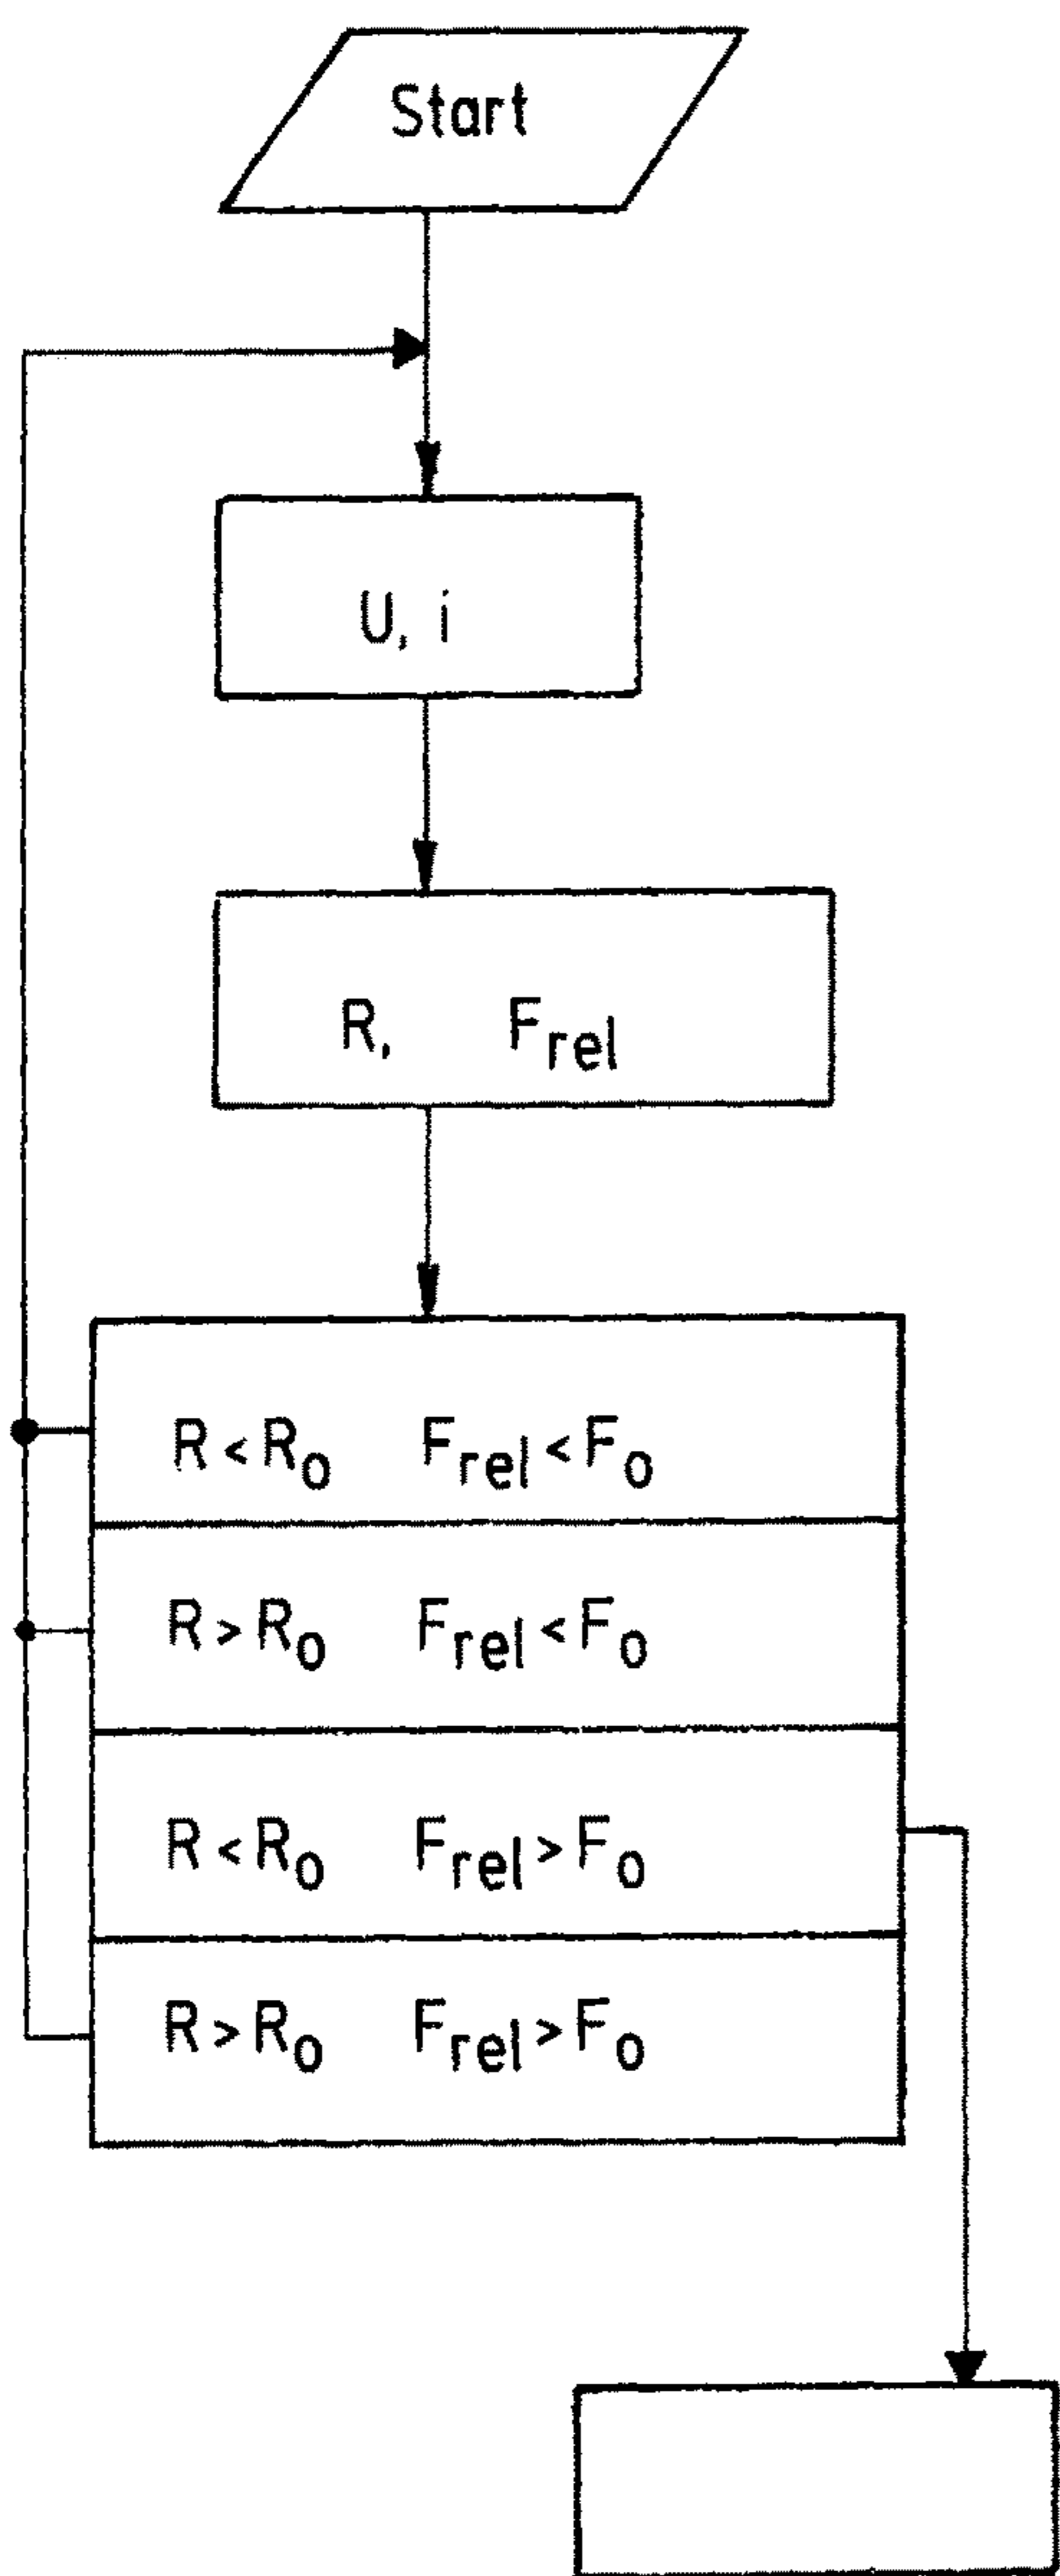 Start
U, i
R, Frel
R < Ro Frel < Fo
R > Ro Frel < Fo
R < Ro Frel > Fo
R > Ro Frel > Fo